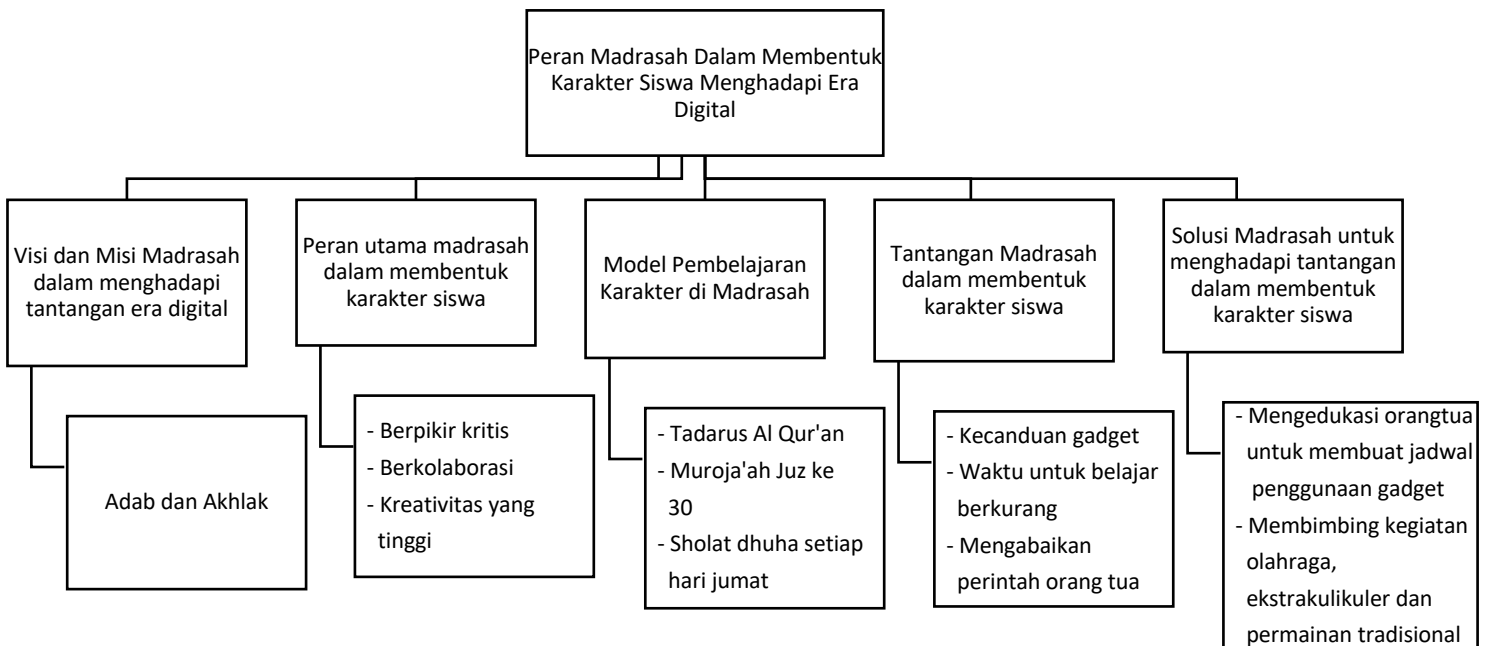 Peran Madrasah Dalam Membentuk
Karakter Siswa Menghadapi Era
Digital
Visi dan Misi Madrasah
dalam menghadapi
tantangan era digital
Adab dan Akhlak
Peran utama madrasah
dalam membentuk
karakter siswa
- Berpikir kritis
- Berkolaborasi
- Kreativitas yang
tinggi
Model Pembelajaran
Karakter di Madrasah
- Tadarus Al Qur'an
- Muroja'ah Juz ke
30
- Sholat dhuha setiap
hari jumat
Tantangan Madrasah
dalam membentuk
karakter siswa
- Kecanduan gadget
- Waktu untuk belajar
berkurang
- Mengabaikan
perintah orang tua
Solusi Madrasah untuk
menghadapi tantangan
dalam membentuk
karakter siswa
- Mengedukasi orangtua
untuk membuat jadwal
penggunaan gadget
- Membimbing kegiatan
olahraga,
ekstrakulikuler dan
permainan tradisional